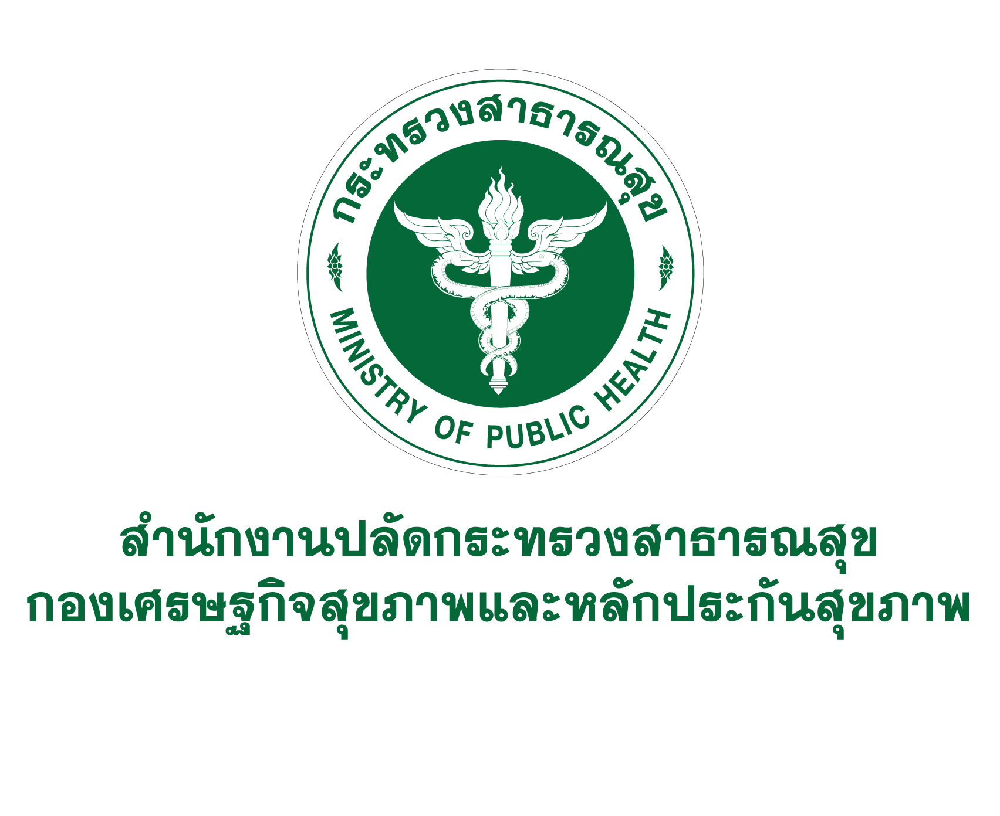 กระทรวงสาธารณสุข
MINISTRY OF PUBLIC HEALTH
สำนักงานปลัดกระทรวงสาธารณสุข
กองเศรษฐกิจสุขภาพและหลักประกันสุขภาพ